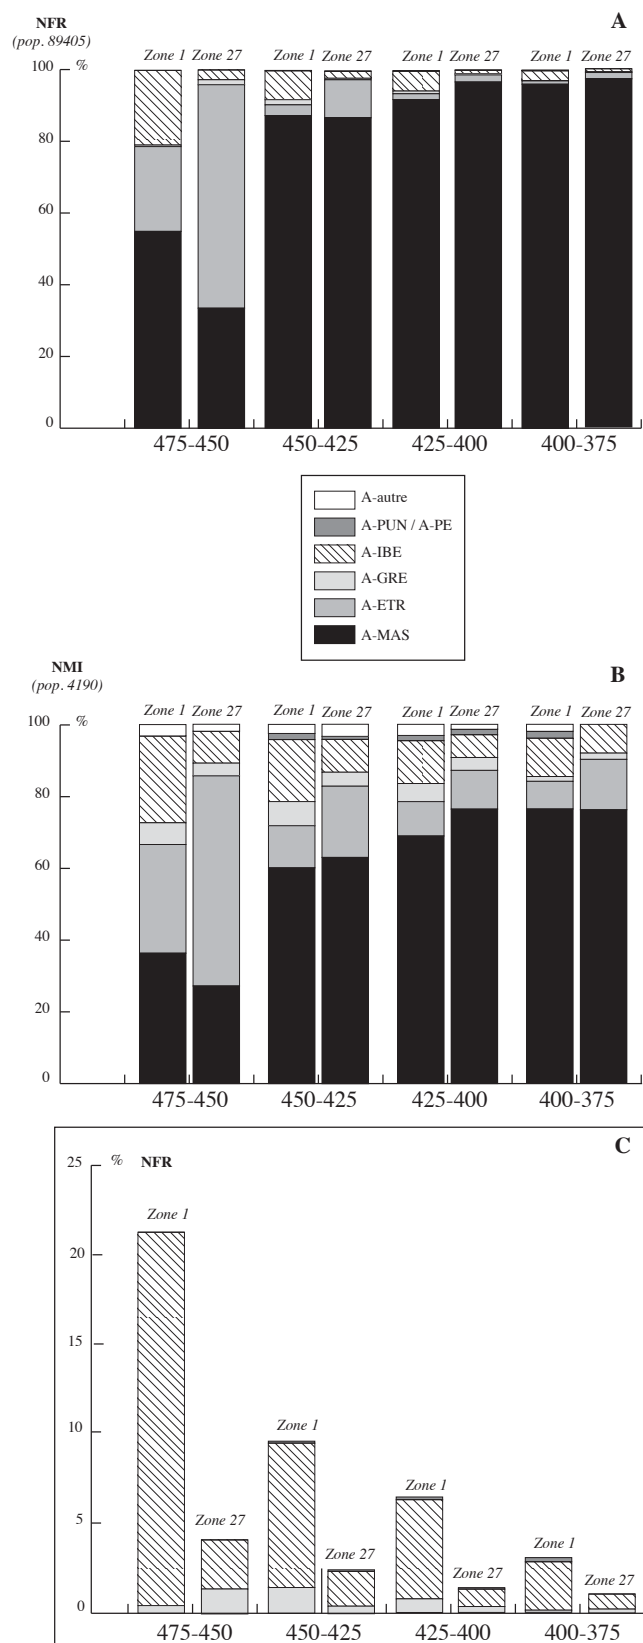 NFR
A
(pop. 89405)
Zone 1 Zone 27 Zone 1 Zone 27 Zone 1 Zone 27 Zone 1 Zone 27
100 %
80
60
40
20
0
475-450 450-425 425-400 400-375
A-autre
A-PUN / A-PE
A-IBE
A-GRE
A-ETR
A-MAS
NMI
B
(pop. 4190)
Zone 1 Zone 27 Zone 1 Zone 27 Zone 1 Zone 27 Zone 1 Zone 27
100 %
80
60
40
20
0
475-450 450-425 425-400 400-375
C
25 % NFR
Zone 1
20
15
Zone 1
10
Zone 1
Zone 27
5
Zone 1
Zone 27
Zone 27
Zone 27
0
475-450 450-425 425-400 400-375